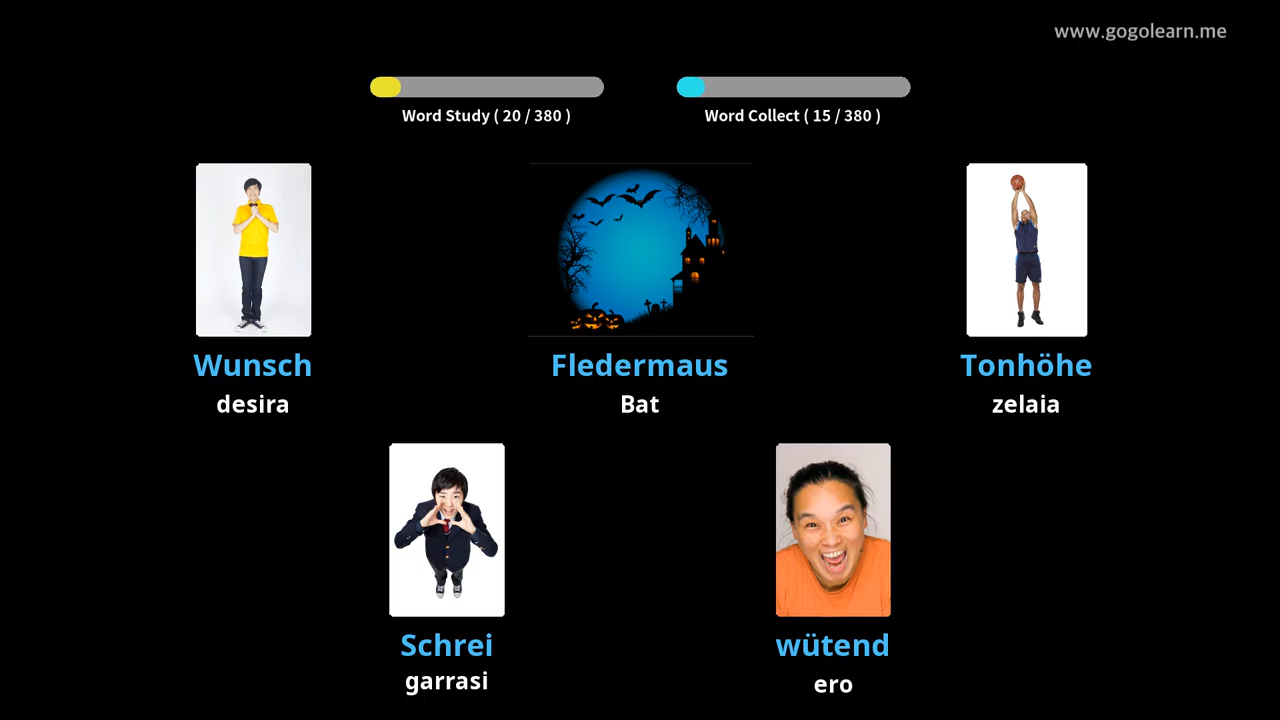 www.gogolearn.me
Word Study ( 20 / 380 )
Word Collect ( 15 / 380 )
Wunsch
desira
Fledermaus
Bat
Tonhöhe
zelaia
Schrei
garrasi
wütend
ero